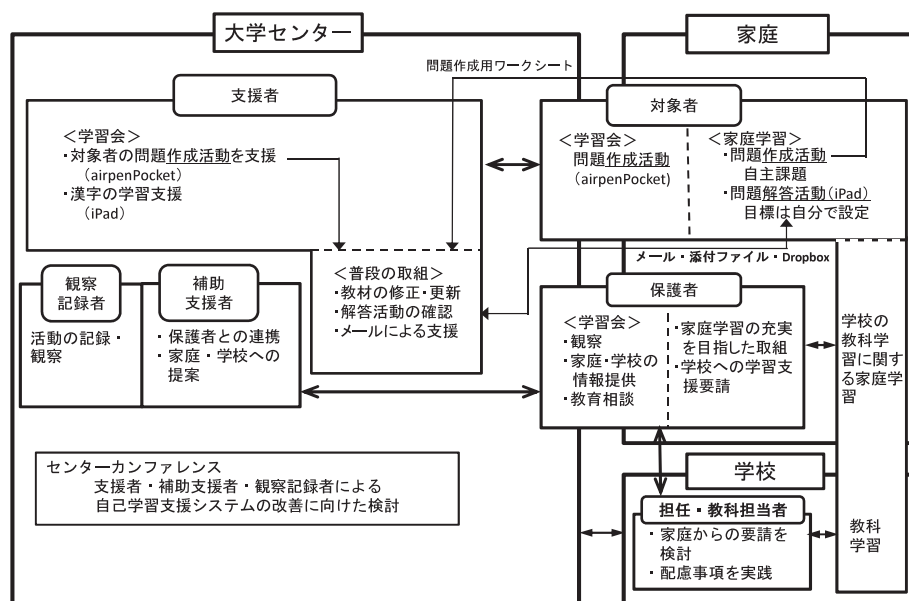 大学センター
家庭
問題作成用ワークシート
支援者
対象者
＜学習会＞
・対象者の問題作成活動を支援
（airpenPocket）
・漢字の学習支援
（iPad）
＜学習会＞
問題作成活動
（airpenPocket）
＜家庭学習＞
・問題作成活動
自主課題
・問題解答活動（iPad）
目標は自分で設定
メール・添付ファイル・Dropbox
＜普段の取組＞
・教材の修正・更新
・解答活動の確認
・メールによる支援
観察
記録者
活動の記録・
観察
補助
支援者
・保護者との連携
・家庭・学校への
提案
保護者
＜学習会＞
・観察
・家庭・学校の
情報提供
・教育相談
・家庭学習の充実
を目指した取組
・学校への学習支
援要請
学校の
教科学
習に関す
る家庭学
習
センターカンファレンス
支援者・補助支援者・観察記録者による
自己学習支援システムの改善に向けた検討
学校
担任・教科担当者
・家庭からの要請を
検討
・配慮事項を実践
教科
学習